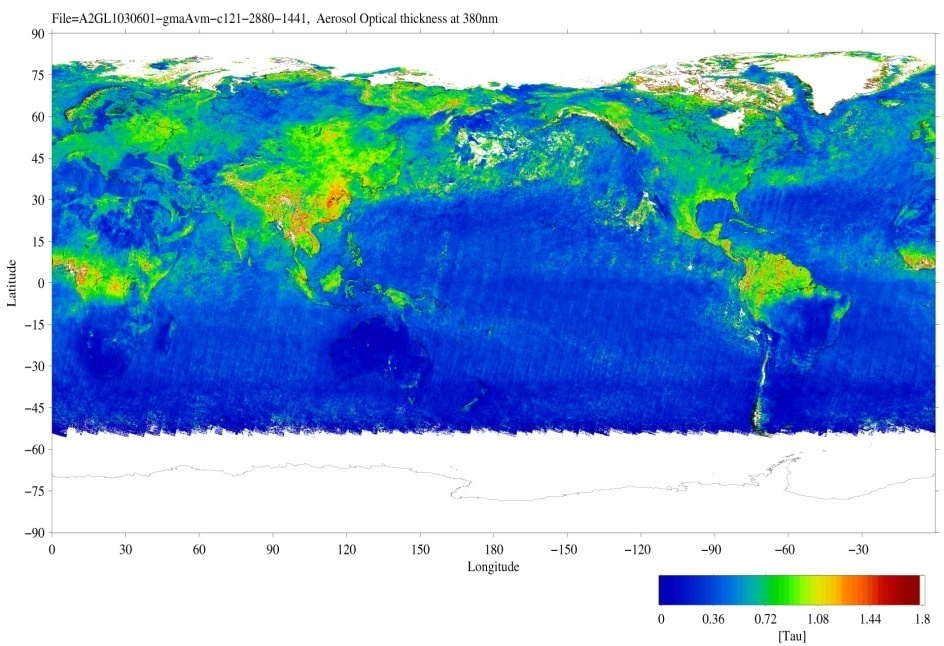 File=A2GL1030601−gmaAvm−c121−2880−1441,  Aerosol Optical thickness at 380nm
90
75
60
45
30
15
0
−15
−30
−45
−60
−75
−90
Latitude
0 30 60 90 120 150 180 −150 −120 −90 −60 −30
Longitude
0 0.36 0.72 1.08 1.44 1.8
[Tau]